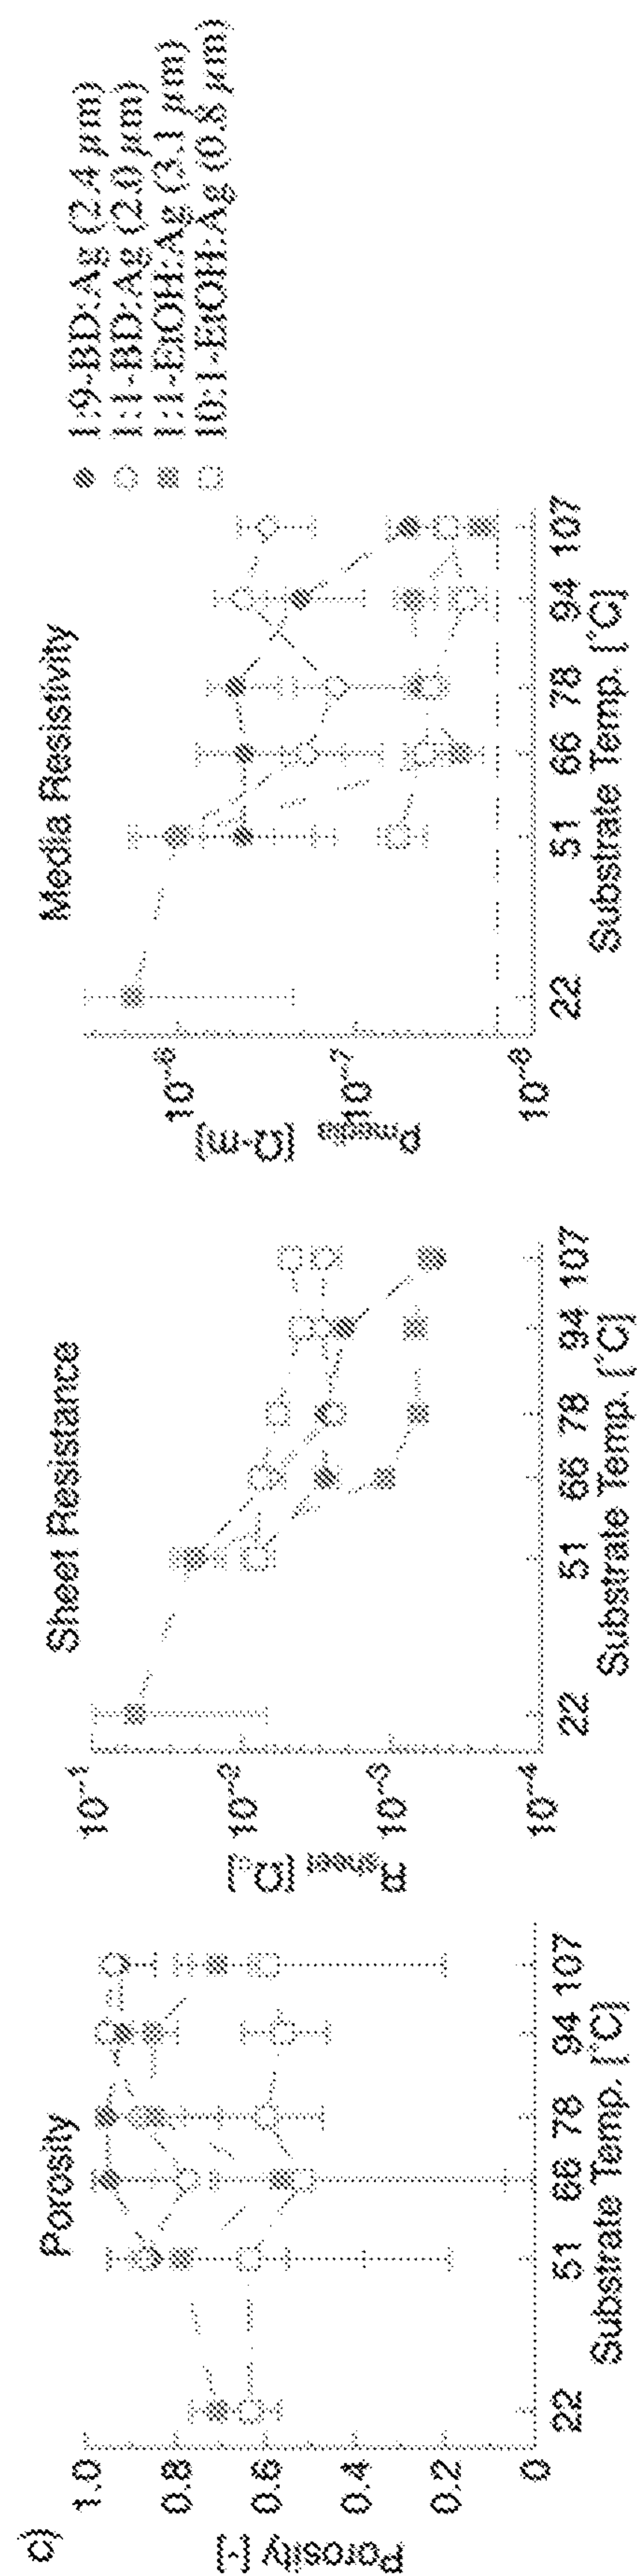 c)
Porosity
Porosity [-]
1.0
0.8
0.6
0.4
0.2
0
22 51 66 78 94 107
Substrate Temp. [°C]
Sheet Resistance
R_sheet [Ω_□]
10⁻¹
10⁻²
10⁻³
10⁻⁴
22 51 66 78 94 107
Substrate Temp. [°C]
Media Resistivity
ρ [Ω·m]
10⁻⁶
10⁻⁷
10⁻⁸
22 51 66 78 94 107
Substrate Temp. [°C]
1:9-BD:Ag (2.4 μm)
1:1-BD:Ag (2.0 μm)
1:1-EtOH:Ag (3.1 μm)
10:1-EtOH:Ag (0.8 μm)